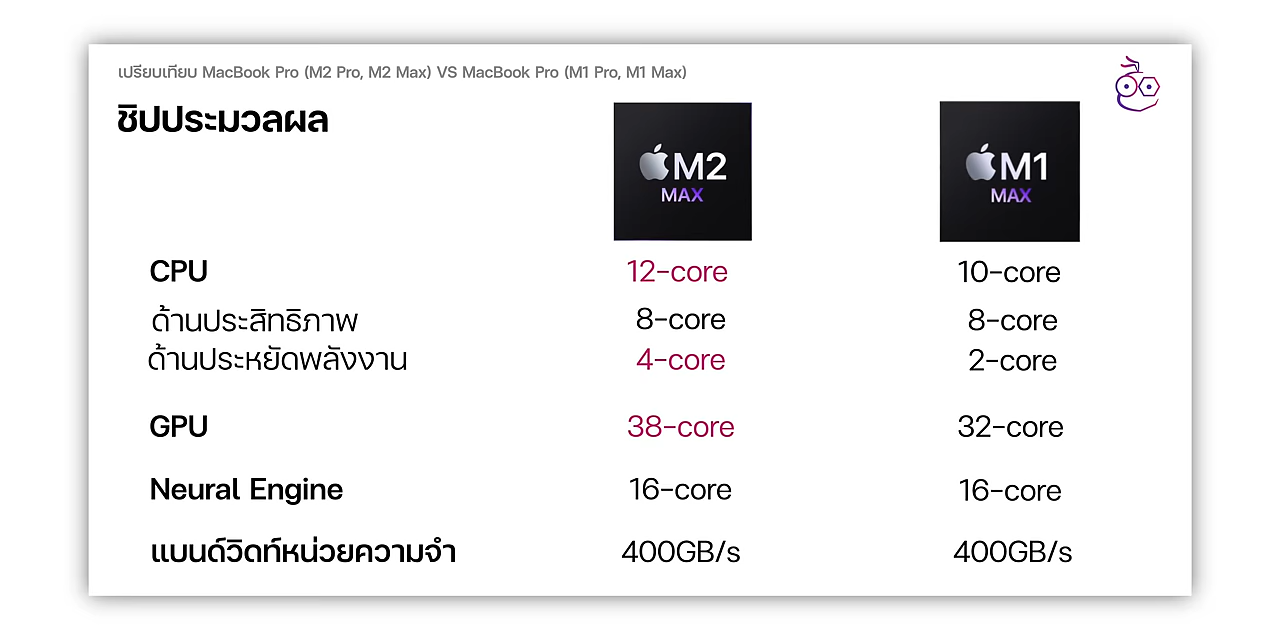 เปรียบเทียบ MacBook Pro (M2 Pro, M2 Max) VS MacBook Pro (M1 Pro, M1 Max)
ชิปประมวลผล
M2 MAX
M1 MAX
CPU 12-core 10-core
ด้านประสิทธิภาพ 8-core 8-core
ด้านประหยัดพลังงาน 4-core 2-core
GPU 38-core 32-core
Neural Engine 16-core 16-core
แบนด์วิดท์หน่วยความจำ 400GB/s 400GB/s